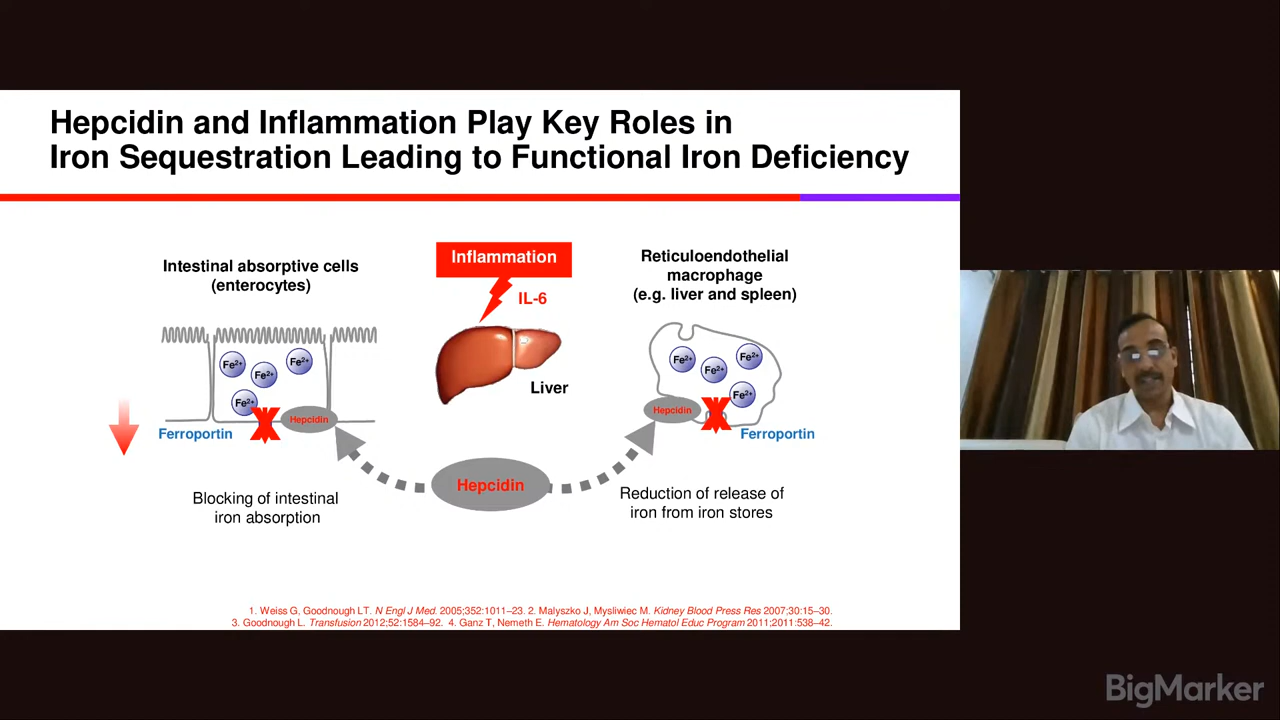 Hepcidin and Inflammation Play Key Roles in
Iron Sequestration Leading to Functional Iron Deficiency
Intestinal absorptive cells
(enterocytes)
Inflammation
IL-6
Reticuloendothelial
macrophage
(e.g. liver and spleen)
Fe2+
Fe2+
Fe2+
Fe2+
Hepcidin
Ferroportin
Liver
Fe2+
Fe2+
Fe2+
Fe2+
Hepcidin
Ferroportin
Hepcidin
Blocking of intestinal
iron absorption
Reduction of release of
iron from iron stores
1. Weiss G, Goodnough LT. N Engl J Med. 2005;352:1011–23. 2. Malyszko J, Mysliwiec M. Kidney Blood Press Res 2007;30:15–30.
3. Goodnough L. Transfusion 2012;52:1584–92. 4. Ganz T, Nemeth E. Hematology Am Soc Hematol Educ Program 2011;2011:538–42.
BigMarker